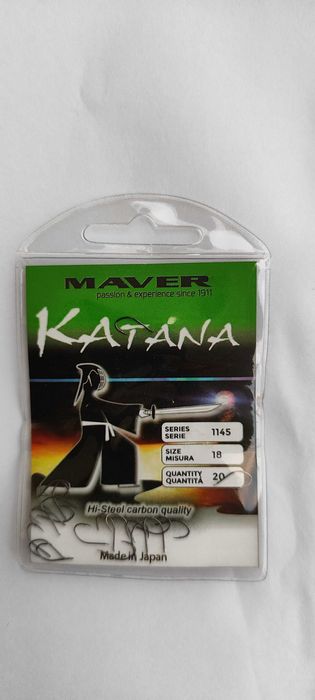 MAVER
passion & experience since 1911
KATANA
SERIES
SERIE 1145
SIZE
MISURA 18
QUANTITY
QUANTITÀ 20
Hi-Steel carbon quality
Made in Japan